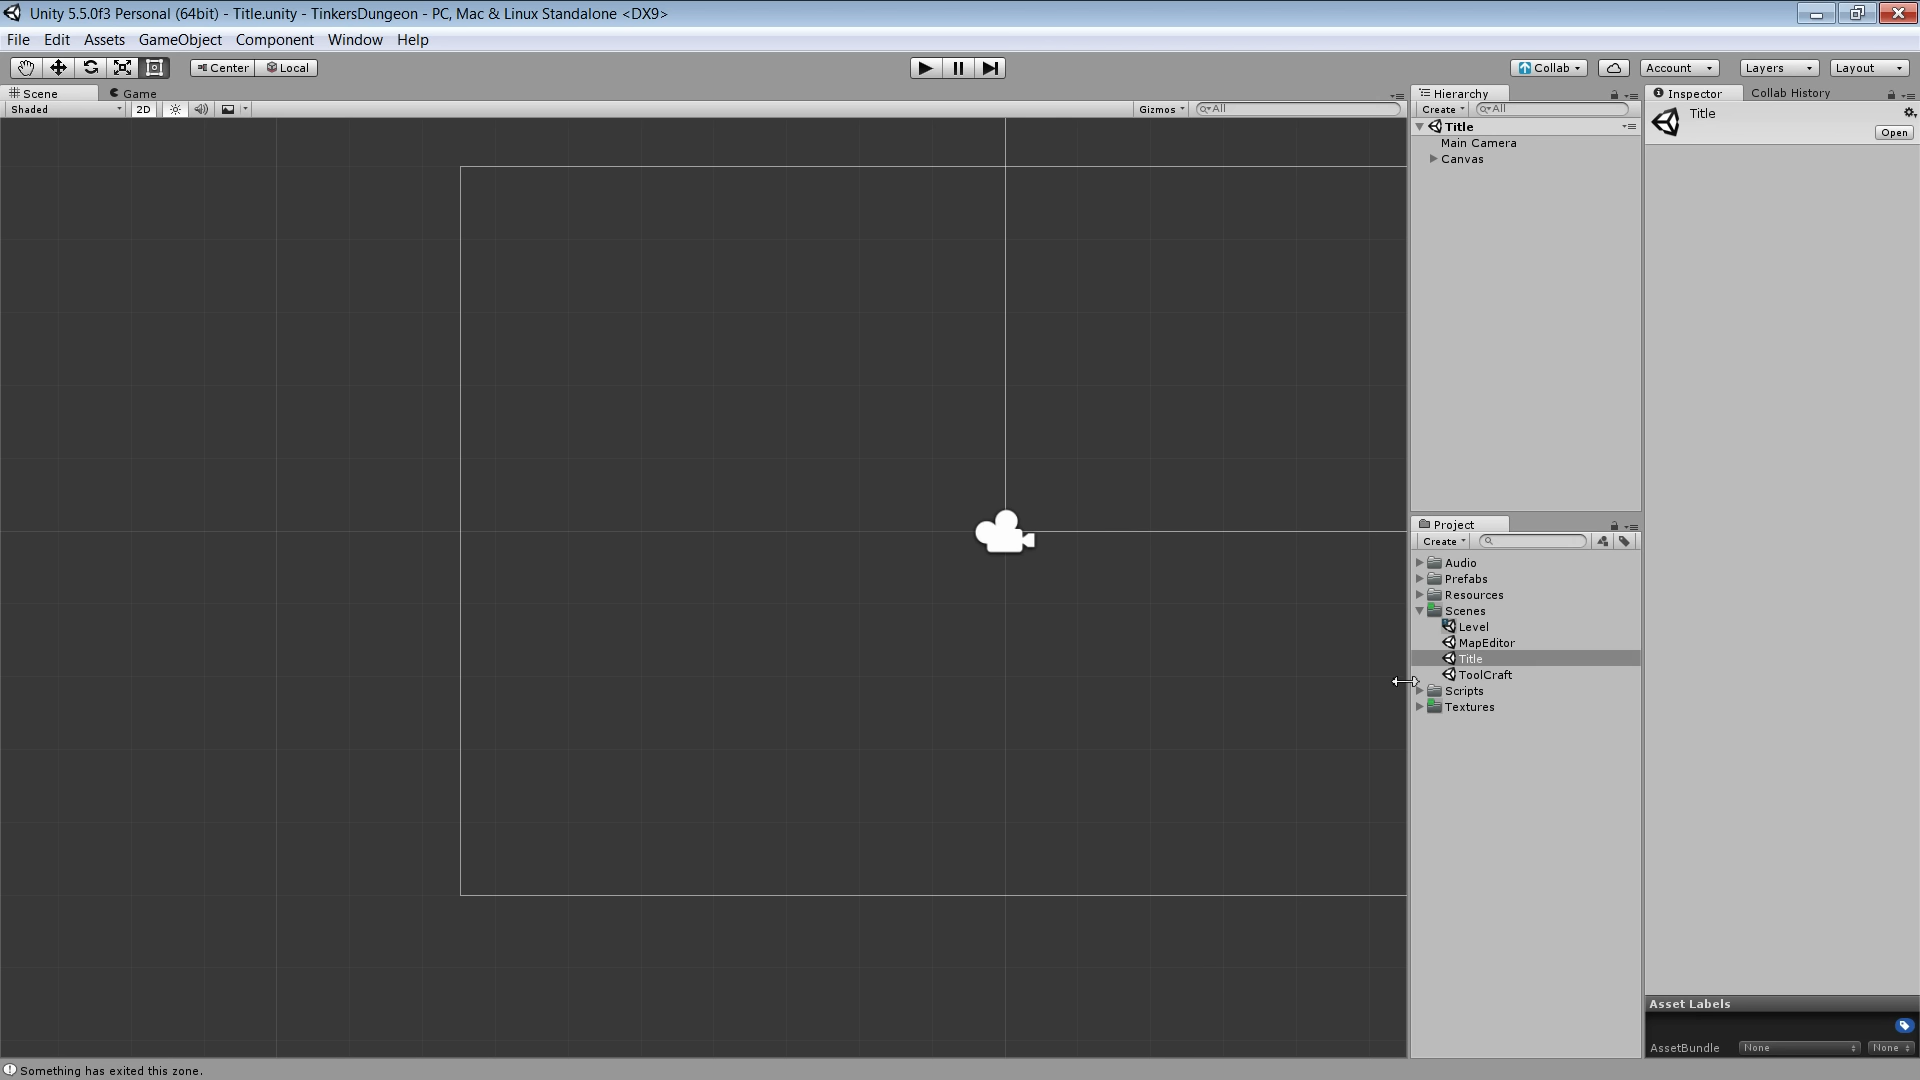 Unity 5.5.0f3 Personal (64bit) - Title.unity - TinkersDungeon - PC, Mac & Linux Standalone <DX9>
File Edit Assets GameObject Component Window Help
Center Local Collab Account Layers Layout
Scene Game Hierarchy Inspector Collab History
Shaded 2D Gizmos All Create All Title
Title Open
Main Camera
Canvas
Project
Create
Audio
Prefabs
Resources
Scenes
Level
MapEditor
Title
ToolCraft
Scripts
Textures
Asset Labels
AssetBundle None None
Something has exited this zone.